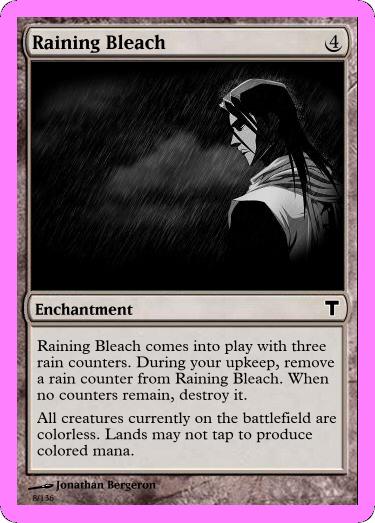 Raining Bleach 4
Enchantment T
Raining Bleach comes into play with three
rain counters. During your upkeep, remove
a rain counter from Raining Bleach. When
no counters remain, destroy it.
All creatures currently on the battlefield are
colorless. Lands may not tap to produce
colored mana.
Jonathan Bergeron
8/136